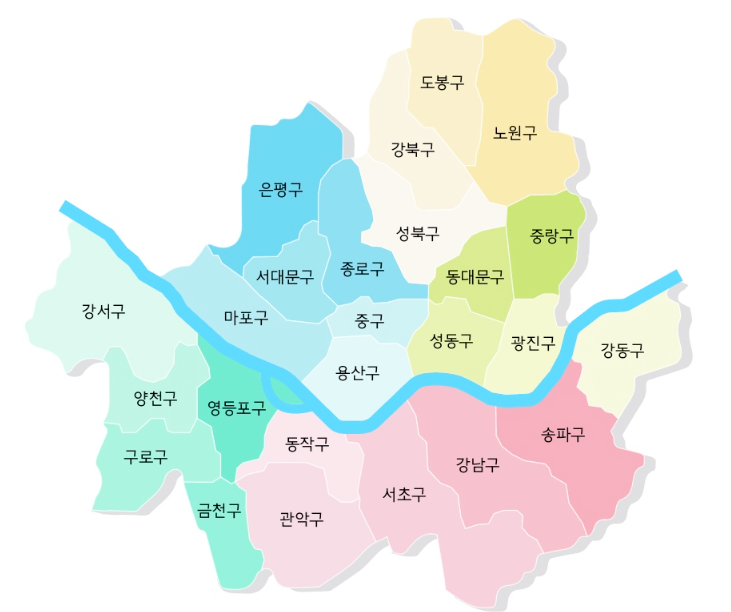 도봉구
노원구
강북구
은평구
성북구
중랑구
서대문구
종로구
동대문구
강서구
마포구
중구
성동구
광진구
강동구
용산구
양천구
영등포구
동작구
송파구
구로구
강남구
서초구
금천구
관악구